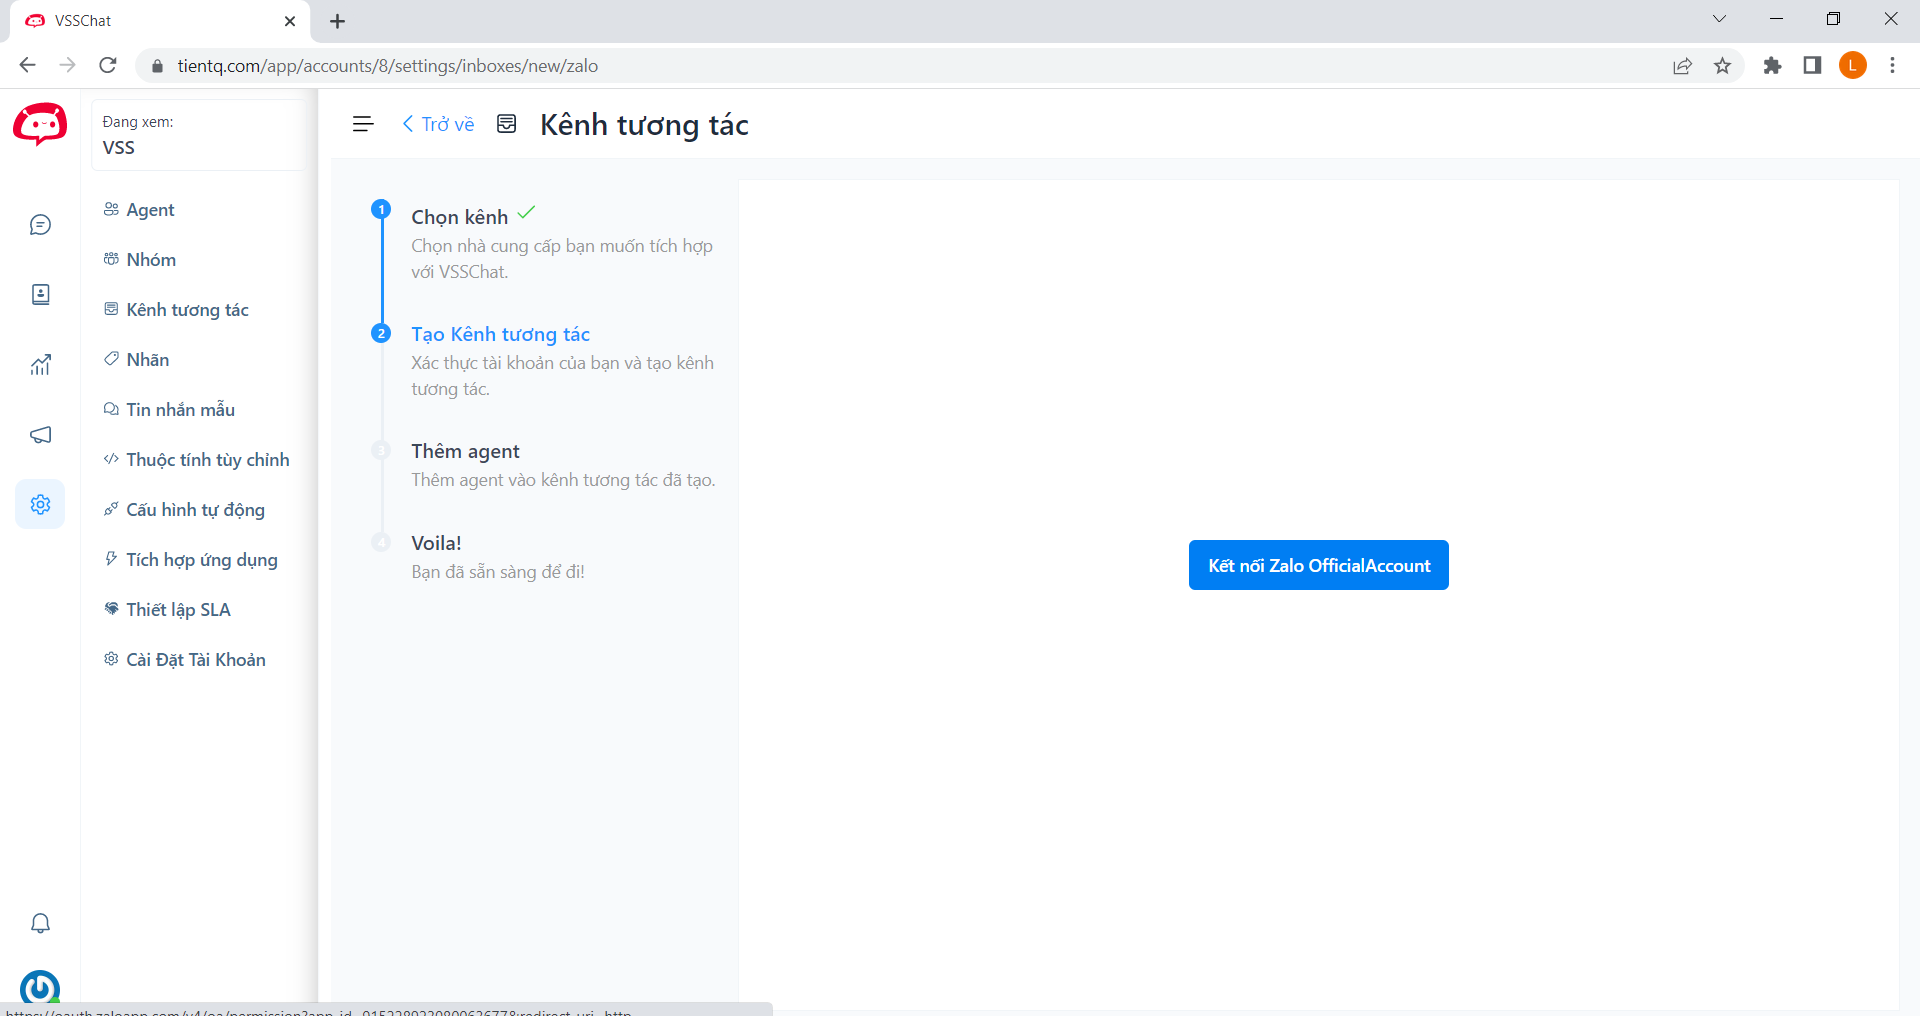 VSSChat
tientq.com/app/accounts/8/settings/inboxes/new/zalo
L
Đang xem:
VSS
Agent
Nhóm
Kênh tương tác
Nhãn
Tin nhắn mẫu
Thuộc tính tùy chỉnh
Cấu hình tự động
Tích hợp ứng dụng
Thiết lập SLA
Cài Đặt Tài Khoản
Trở về
Kênh tương tác
1
Chọn kênh
Chọn nhà cung cấp bạn muốn tích hợp
với VSSChat.
2
Tạo Kênh tương tác
Xác thực tài khoản của bạn và tạo kênh
tương tác.
3
Thêm agent
Thêm agent vào kênh tương tác đã tạo.
4
Voila!
Bạn đã sẵn sàng để đi!
Kết nối Zalo OfficialAccount